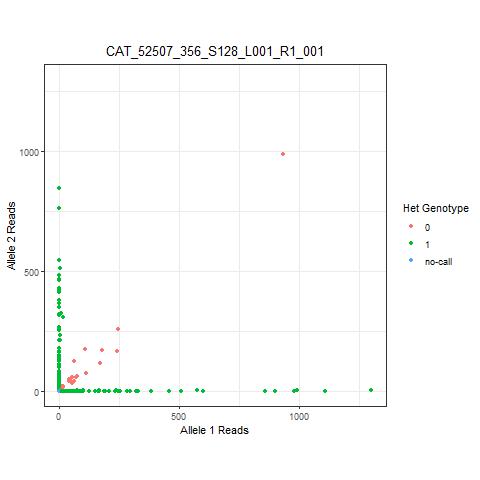 CAT_52507_356_S128_L001_R1_001
Allele 2 Reads
1000
500
0
0
500
1000
Allele 1 Reads
Het Genotype
0
1
no-call